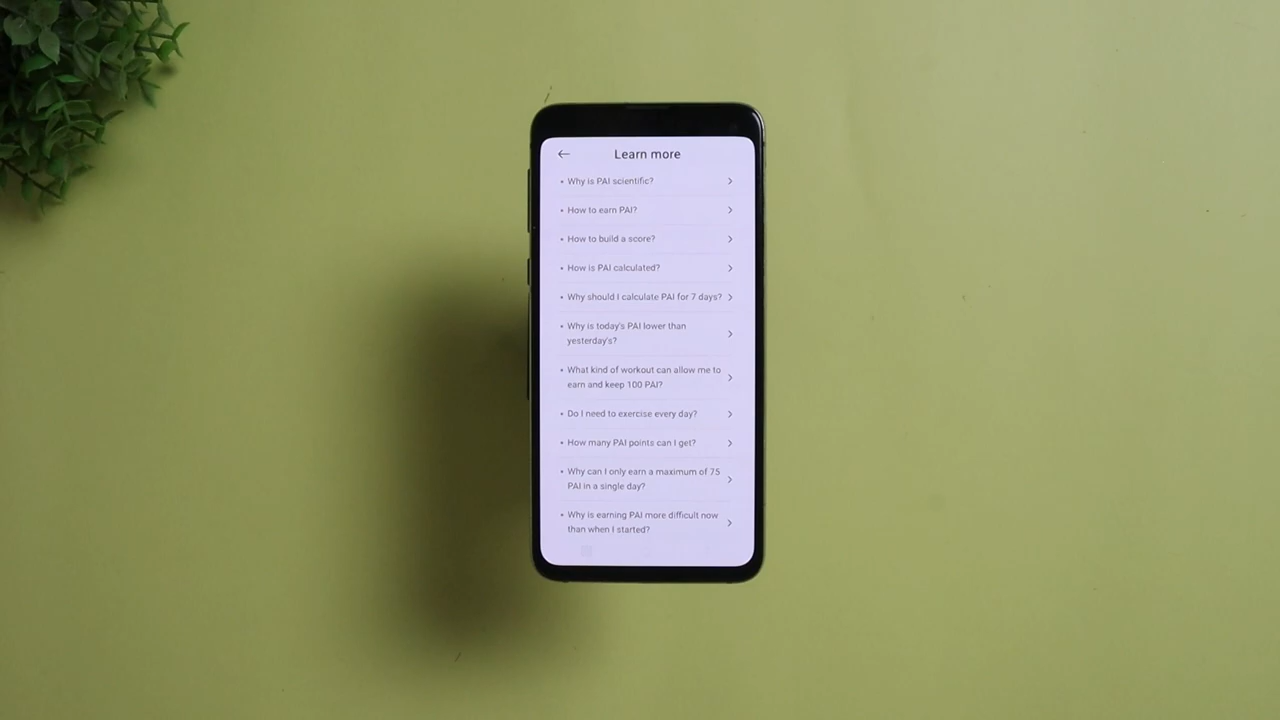 Learn more
• Why is PAI scientific?
• How to earn PAI?
• How to build a score?
• How is PAI calculated?
• Why should I calculate PAI for 7 days?
• Why is today's PAI lower than
yesterday's?
• What kind of workout can allow me to
earn and keep 100 PAI?
• Do I need to exercise every day?
• How many PAI points can I get?
• Why can I only earn a maximum of 75
PAI in a single day?
• Why is earning PAI more difficult now
than when I started?